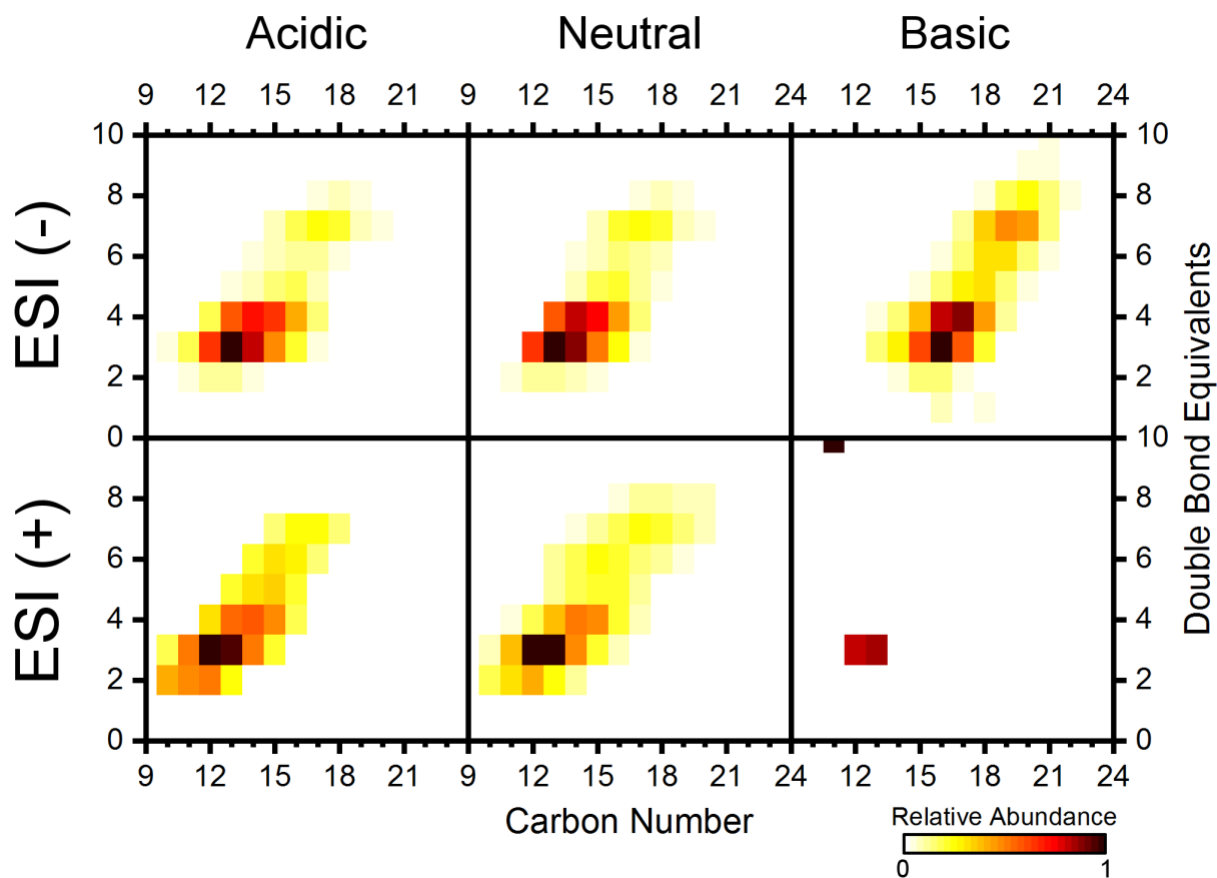 Acidic Neutral Basic
9 12 15 18 21 9 12 15 18 21 24 12 15 18 21 24
ESI (-)
10 10
8 8
6 6
4 4
2 2
0 10
8 8
6 6
4 4
2 2
0 0
ESI (+)
Double Bond Equivalents
9 12 15 18 21 9 12 15 18 21 24 12 15 18 21 24
Carbon Number
Relative Abundance
0 1